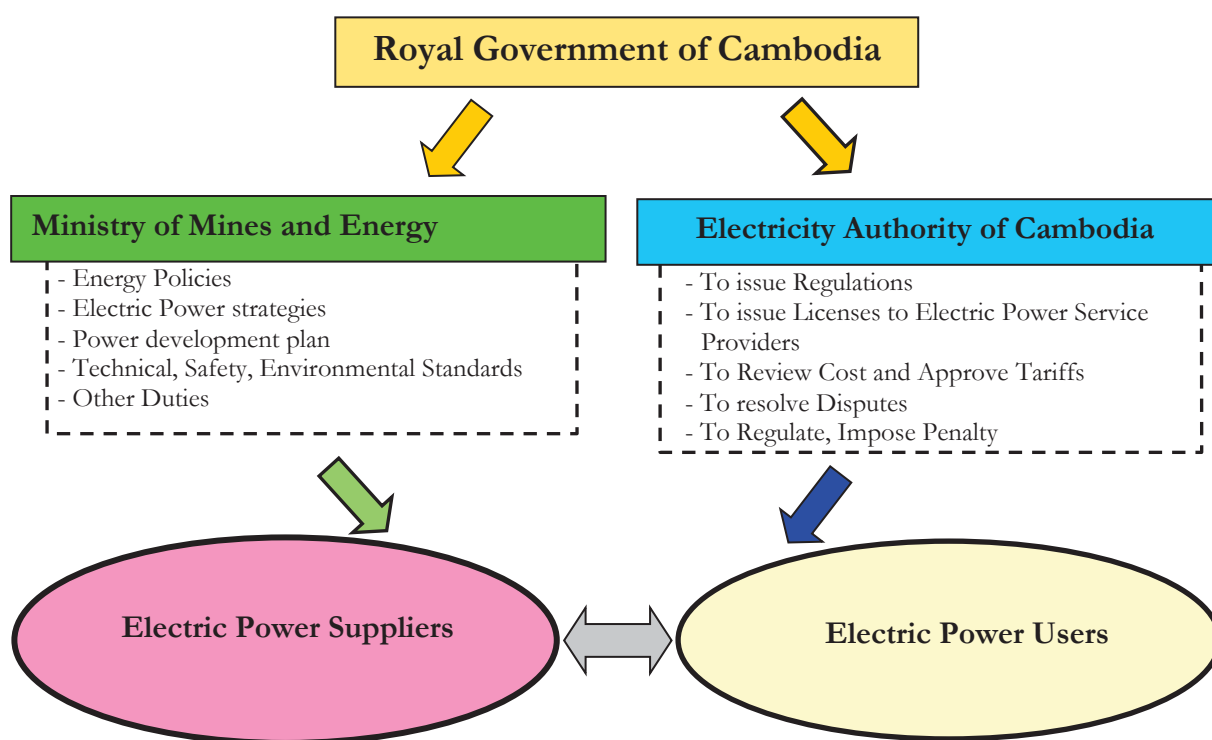 Royal Government of Cambodia
Ministry of Mines and Energy
- Energy Policies
- Electric Power strategies
- Power development plan
- Technical, Safety, Environmental Standards
- Other Duties
Electricity Authority of Cambodia
- To issue Regulations
- To issue Licenses to Electric Power Service
Providers
- To Review Cost and Approve Tariffs
- To resolve Disputes
- To Regulate, Impose Penalty
Electric Power Suppliers
Electric Power Users